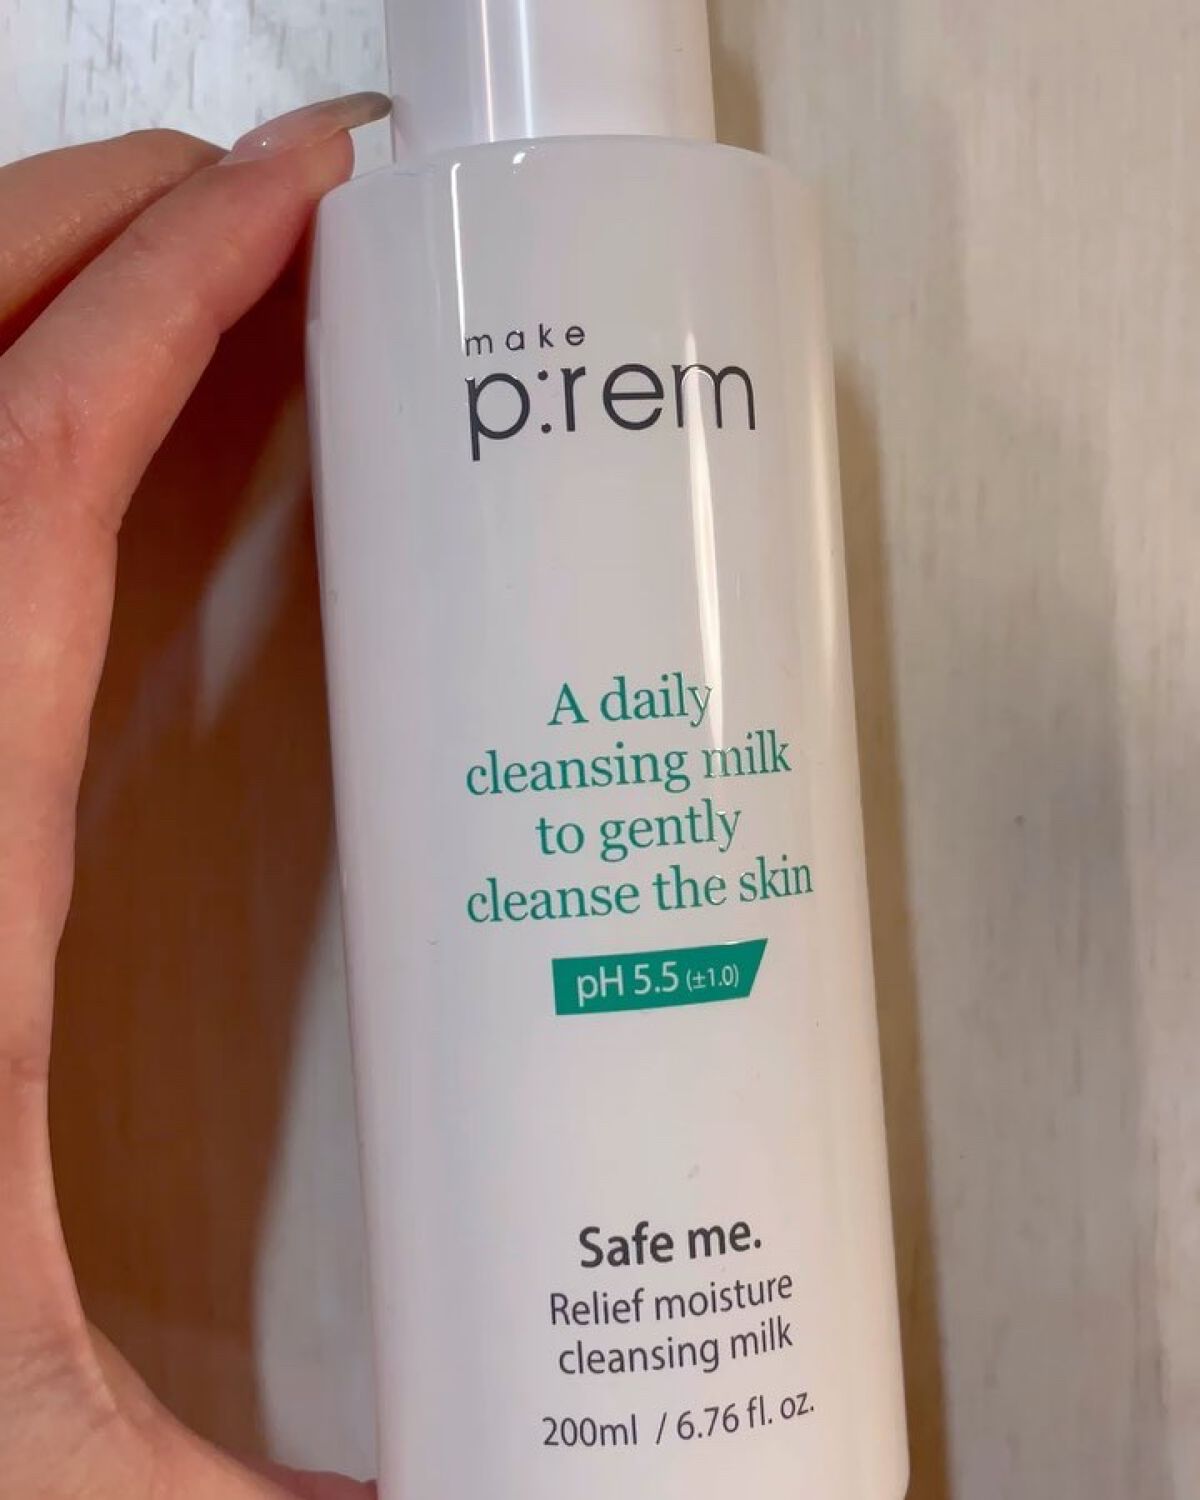 make
p:rem
A daily
cleansing milk
to gently
cleanse the skin
pH 5.5 (±1.0)
Safe me.
Relief moisture
cleansing milk
200ml / 6.76 fl. oz.